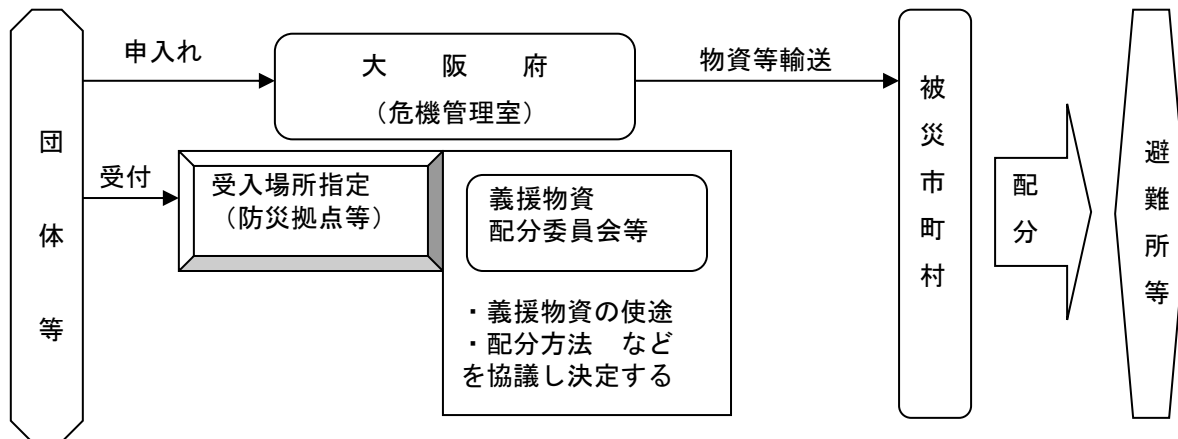 団体等
申入れ
大　阪　府
（危機管理室）
物資等輸送
受付
受入場所指定
（防災拠点等）
義援物資
配分委員会等
・義援物資の使途
・配分方法　など
を協議し決定する
被災市町村
配分
避難所等